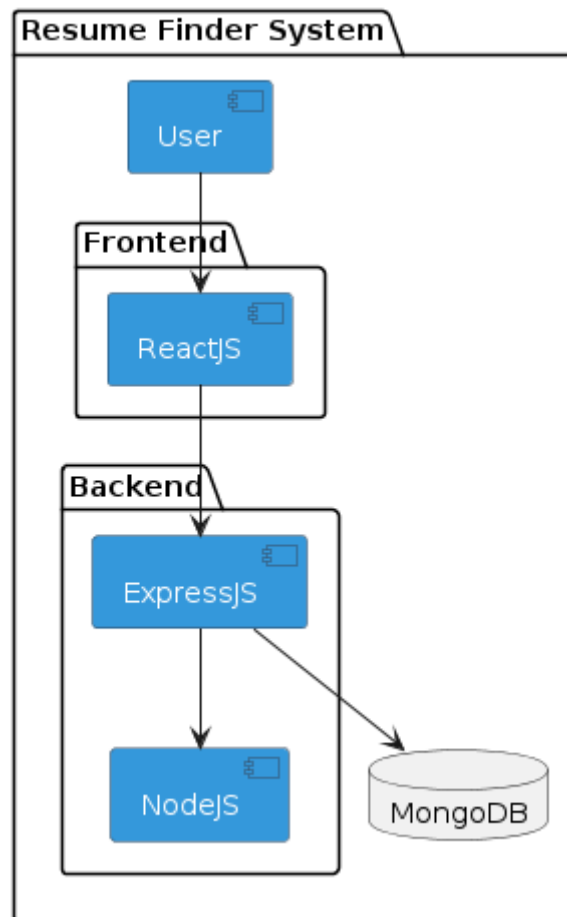 Resume Finder System
User
Frontend
ReactJS
Backend
ExpressJS
NodeJS
MongoDB